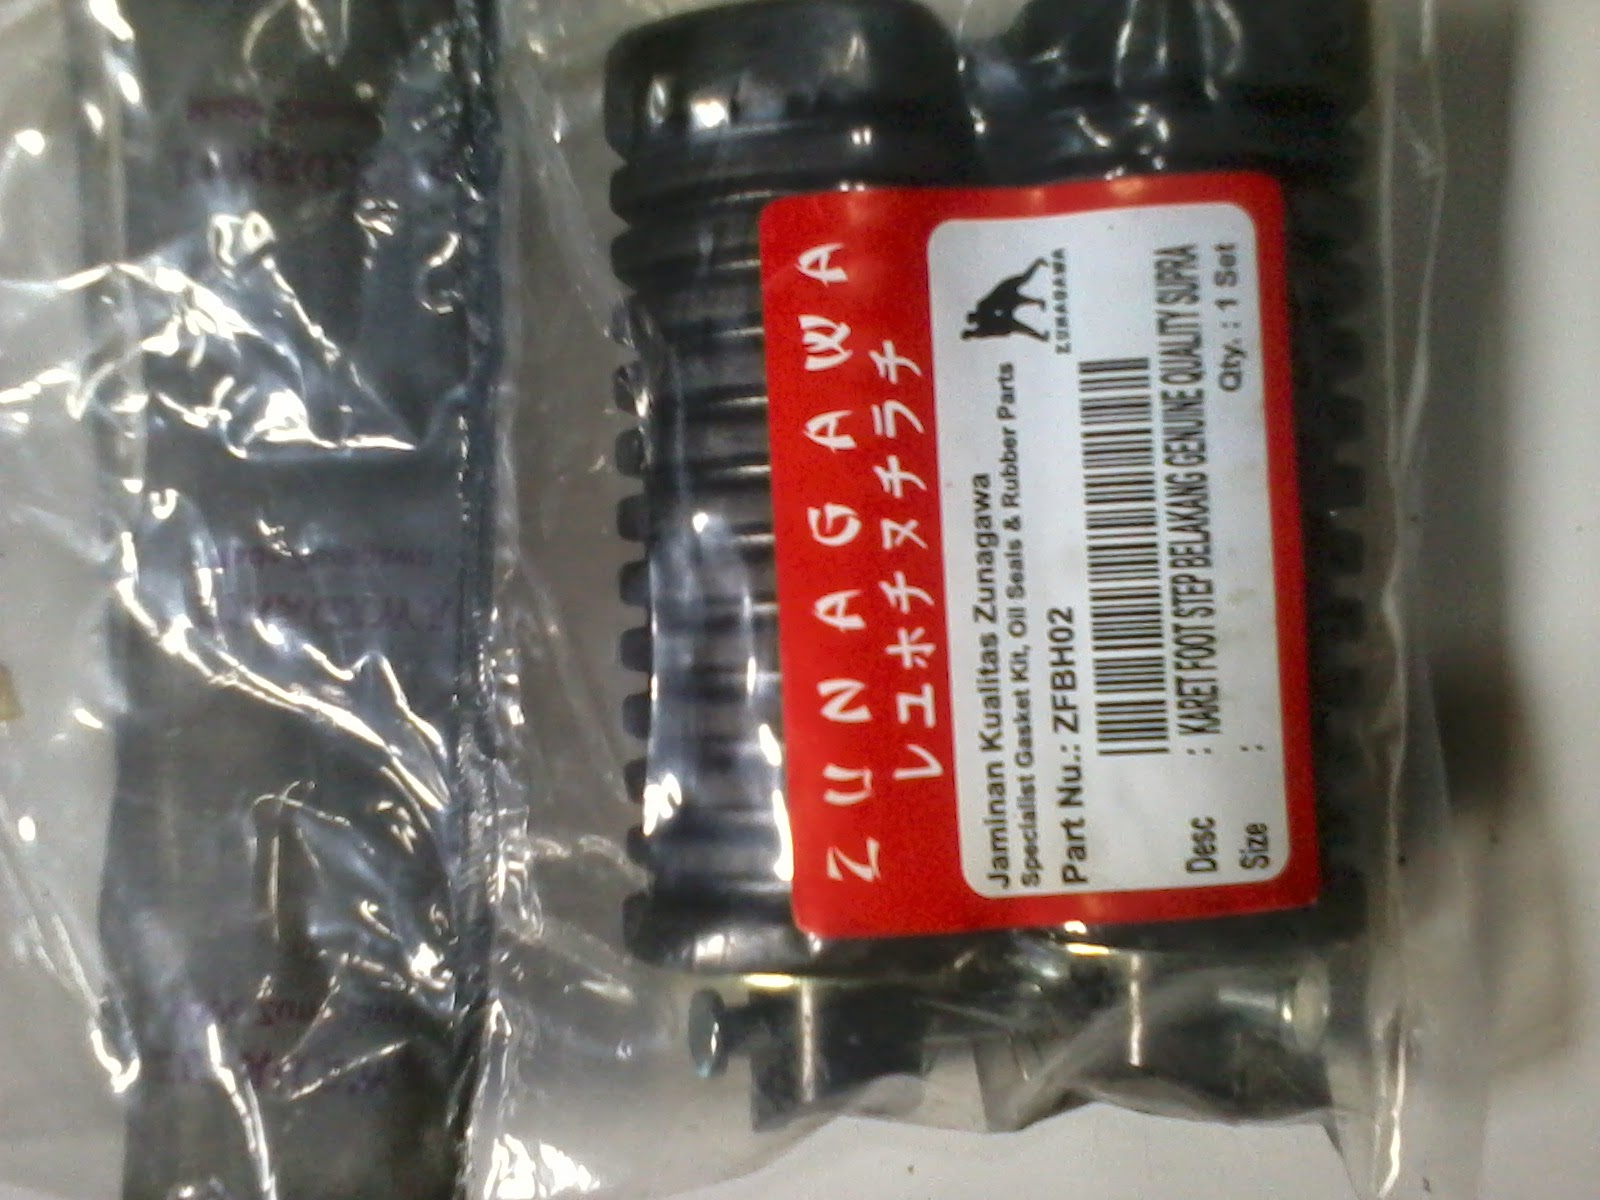 ZUNAGAWA
レユホチヌチラチ
Jaminan Kualitas Zunagawa
Specialist Gasket Kit, Oil Seals & Rubber Parts
ZUNAGAWA
Part Nu.: ZFBH02
Desc : KARET FOOT STEP BELAKANG GENUINE QUALITY SUPRA
Size : Qty. : 1 Set